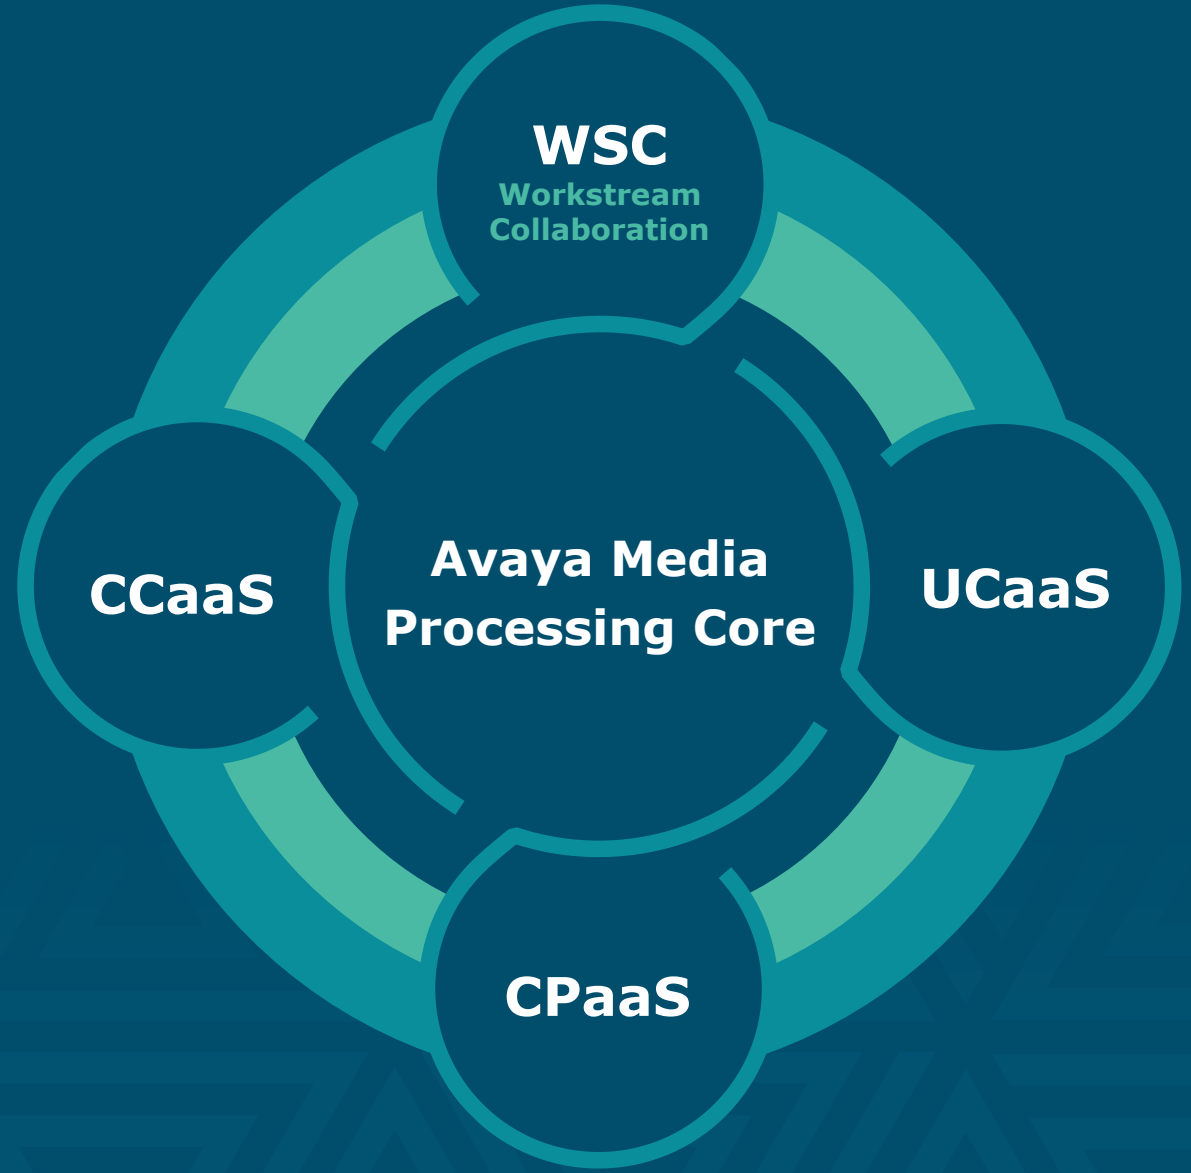 WSC
Workstream
Collaboration
CCaaS
Avaya Media
Processing Core
UCaaS
CPaaS